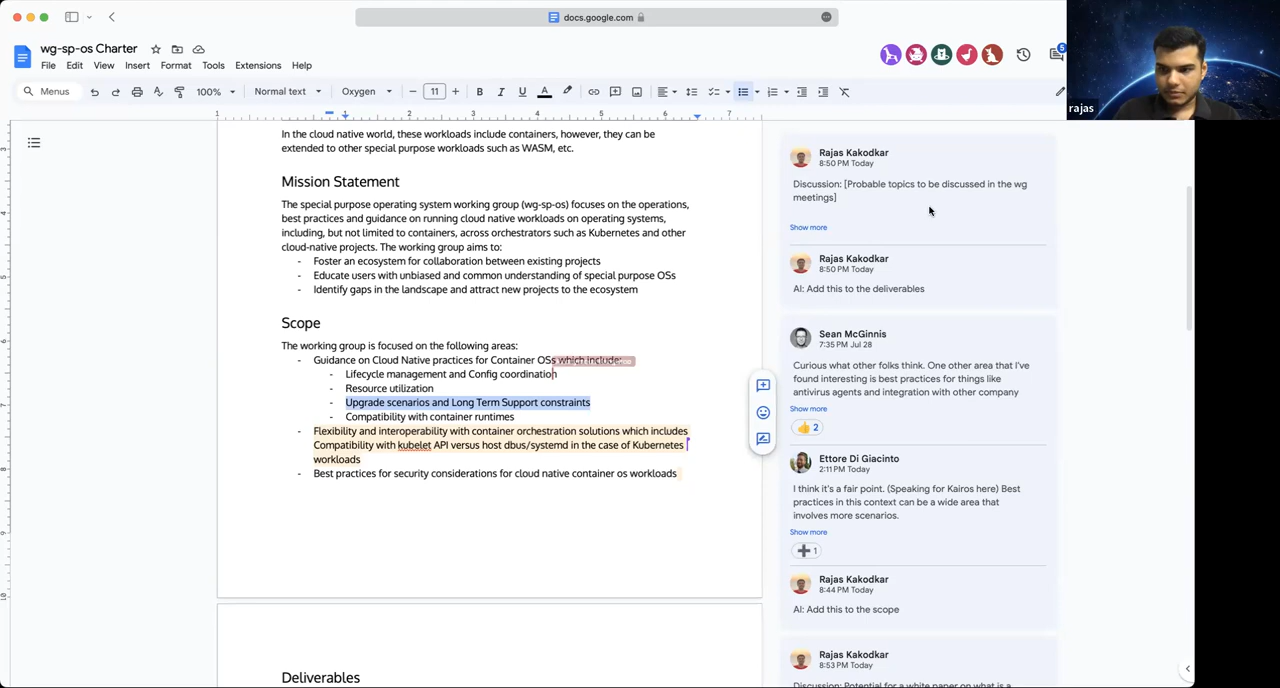 docs.google.com
wg-sp-os Charter
File Edit View Insert Format Tools Extensions Help
5
Menus
100%
Normal text
Oxygen
11
B I U A
1 2 3 4 5 6 7
In the cloud native world, these workloads include containers, however, they can be
extended to other special purpose workloads such as WASM, etc.
Mission Statement
The special purpose operating system working group (wg-sp-os) focuses on the operations,
best practices and guidance on running cloud native workloads on operating systems,
including, but not limited to containers, across orchestrators such as Kubernetes and other
cloud-native projects. The working group aims to:
- Foster an ecosystem for collaboration between existing projects
- Educate users with unbiased and common understanding of special purpose OSs
- Identify gaps in the landscape and attract new projects to the ecosystem
Scope
The working group is focused on the following areas:
- Guidance on Cloud Native practices for Container OSs which include:
- Lifecycle management and Config coordination
- Resource utilization
- Upgrade scenarios and Long Term Support constraints
- Compatibility with container runtimes
- Flexibility and interoperability with container orchestration solutions which includes
Compatibility with kubelet API versus host dbus/systemd in the case of Kubernetes
workloads
- Best practices for security considerations for cloud native container os workloads
Deliverables
3
4
5
6
7
8
9
10
Rajas Kakodkar
8:50 PM Today
Discussion: [Probable topics to be discussed in the wg
meetings]
Show more
Rajas Kakodkar
8:50 PM Today
AI: Add this to the deliverables
Sean McGinnis
7:35 PM Jul 28
Curious what other folks think. One other area that I've
found interesting is best practices for things like
antivirus agents and integration with other company
Show more
👍 2
Ettore Di Giacinto
2:11 PM Today
I think it's a fair point. (Speaking for Kairos here) Best
practices in this context can be a wide area that
involves more scenarios.
Show more
➕ 1
Rajas Kakodkar
8:44 PM Today
AI: Add this to the scope
Rajas Kakodkar
8:53 PM Today
Discussion: Potential for a white paper on what is a
rajas